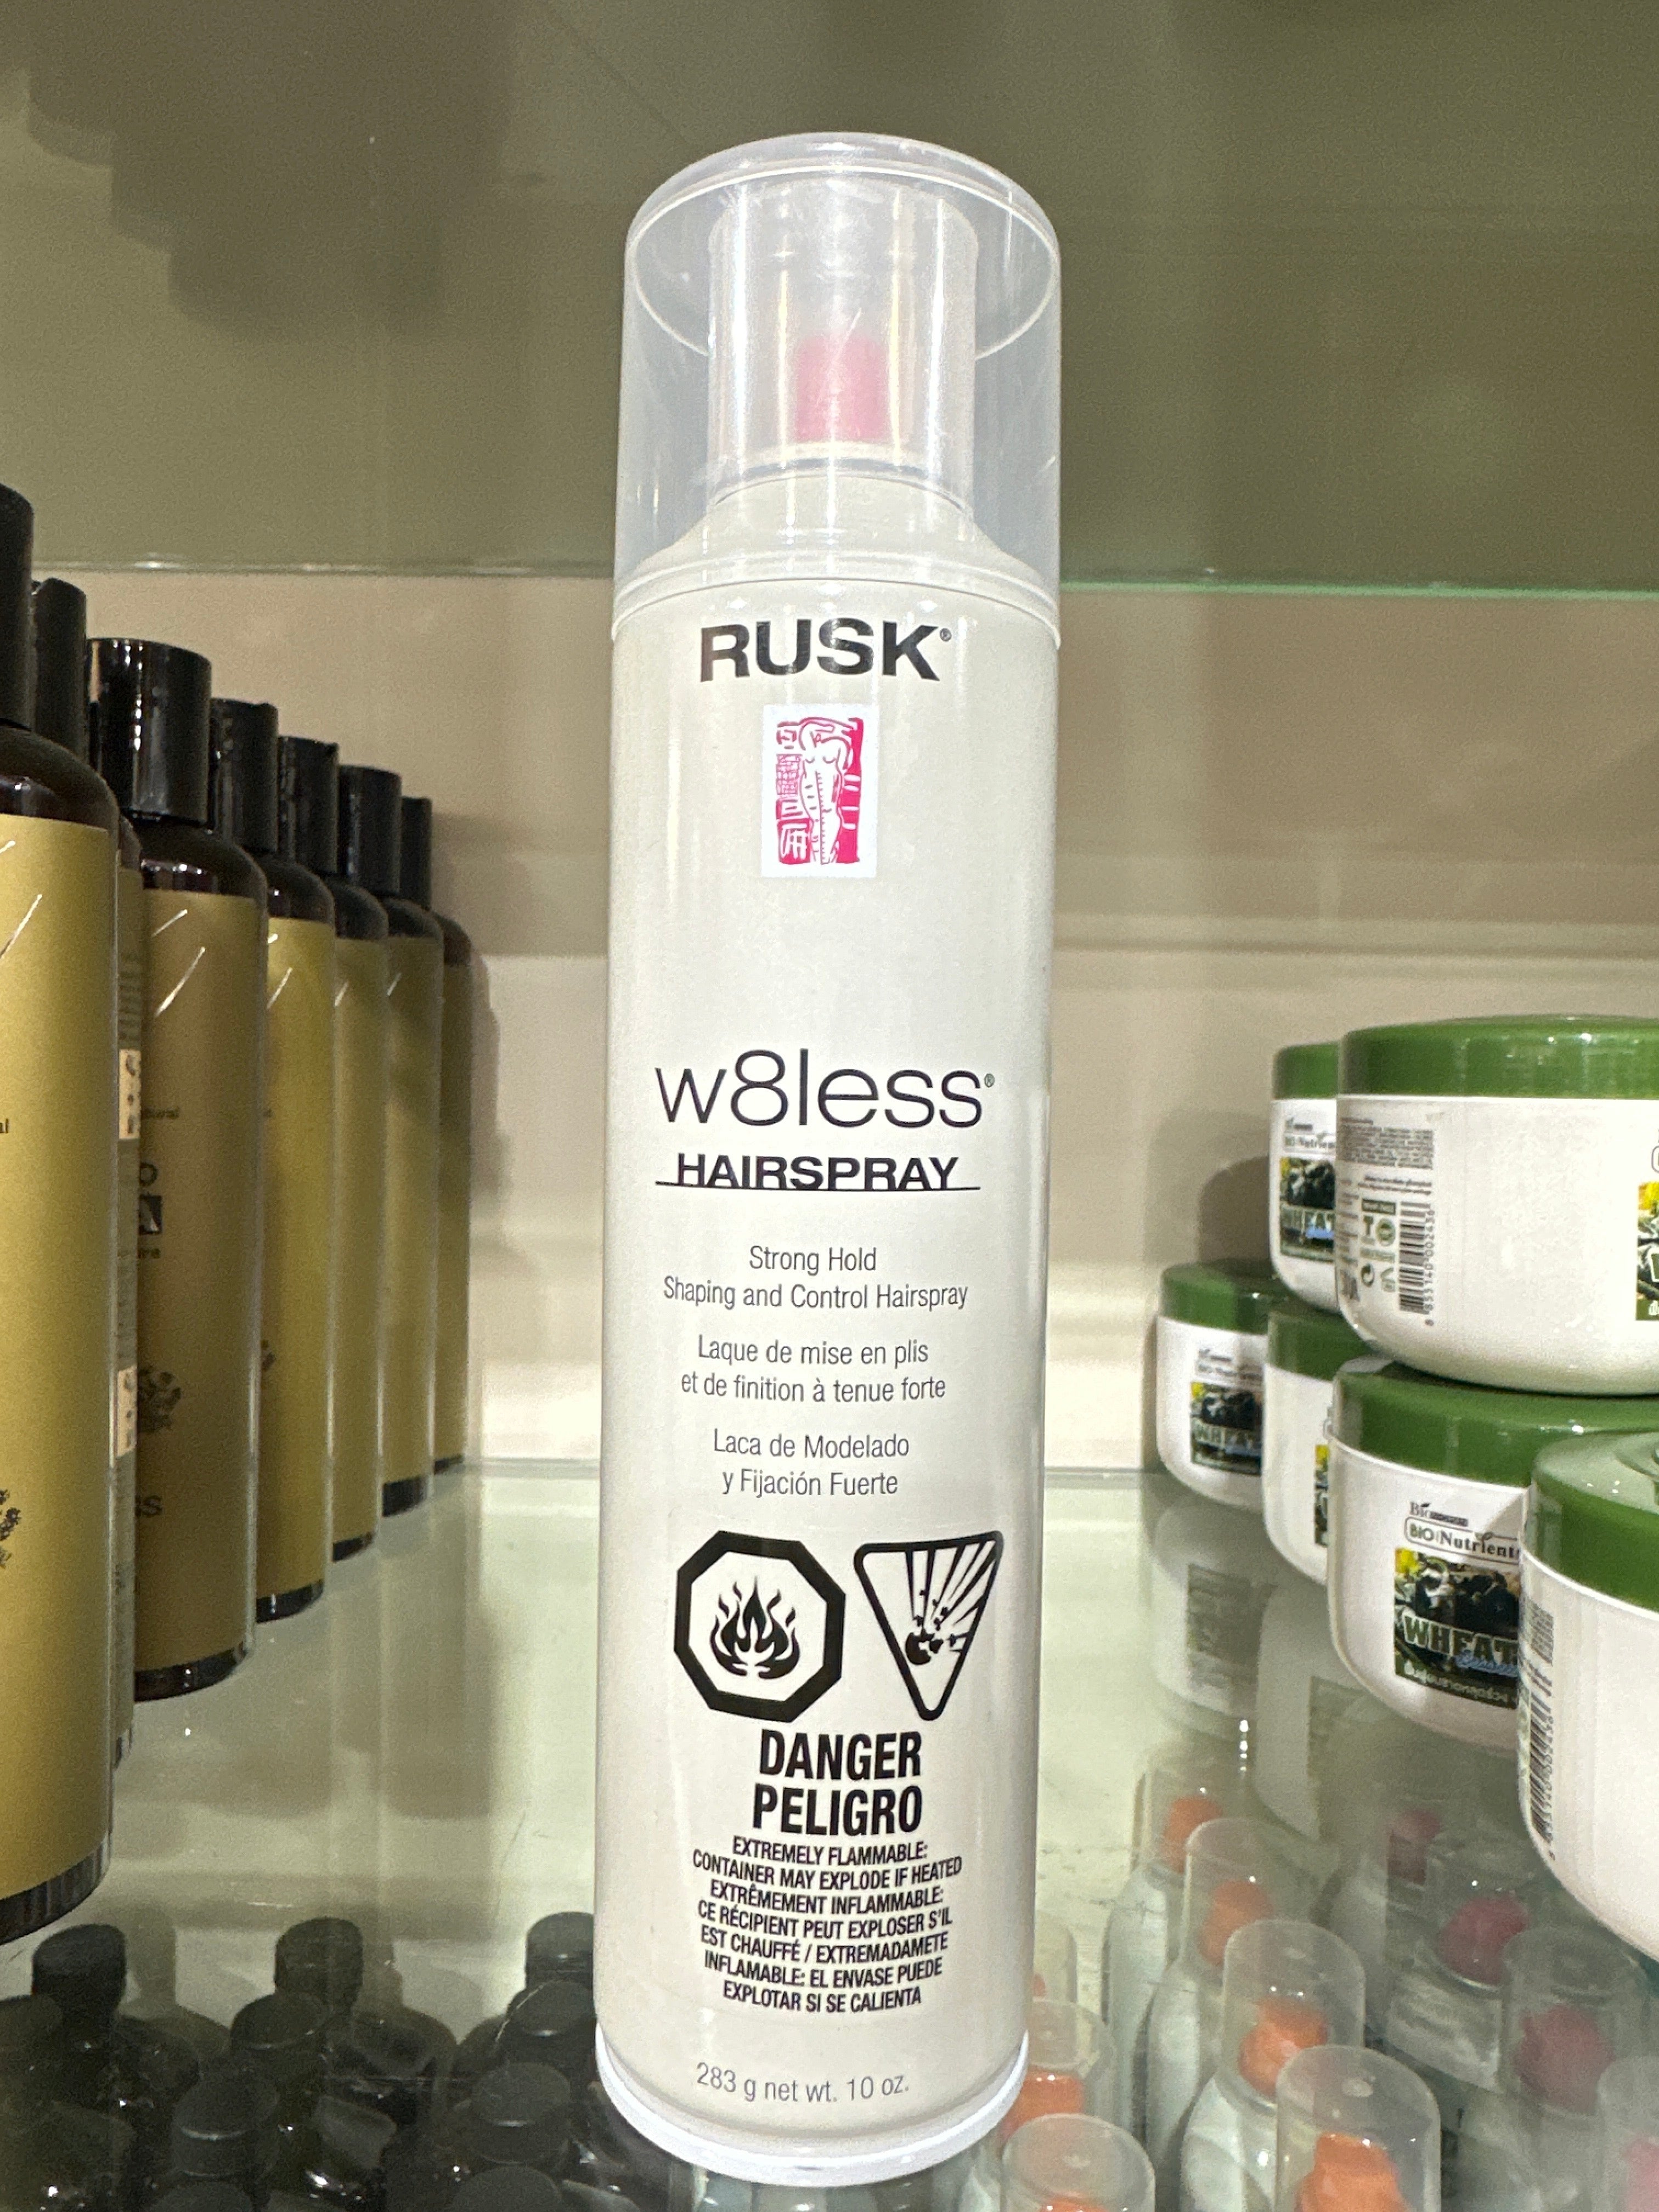 RUSK®
w8less®
HAIRSPRAY
Strong Hold
Shaping and Control Hairspray
Laque de mise en plis
et de finition à tenue forte
Laca de Modelado
y Fijación Fuerte
DANGER
PELIGRO
EXTREMELY FLAMMABLE:
CONTAINER MAY EXPLODE IF HEATED
EXTRÊMEMENT INFLAMMABLE:
CE RÉCIPIENT PEUT EXPLOSER S'IL
EST CHAUFFÉ / EXTREMADAMETE
INFLAMABLE: EL ENVASE PUEDE
EXPLOTAR SI SE CALIENTA
283 g net wt. 10 oz.
8 853140 002436
BIO Nutrient
WHEAT